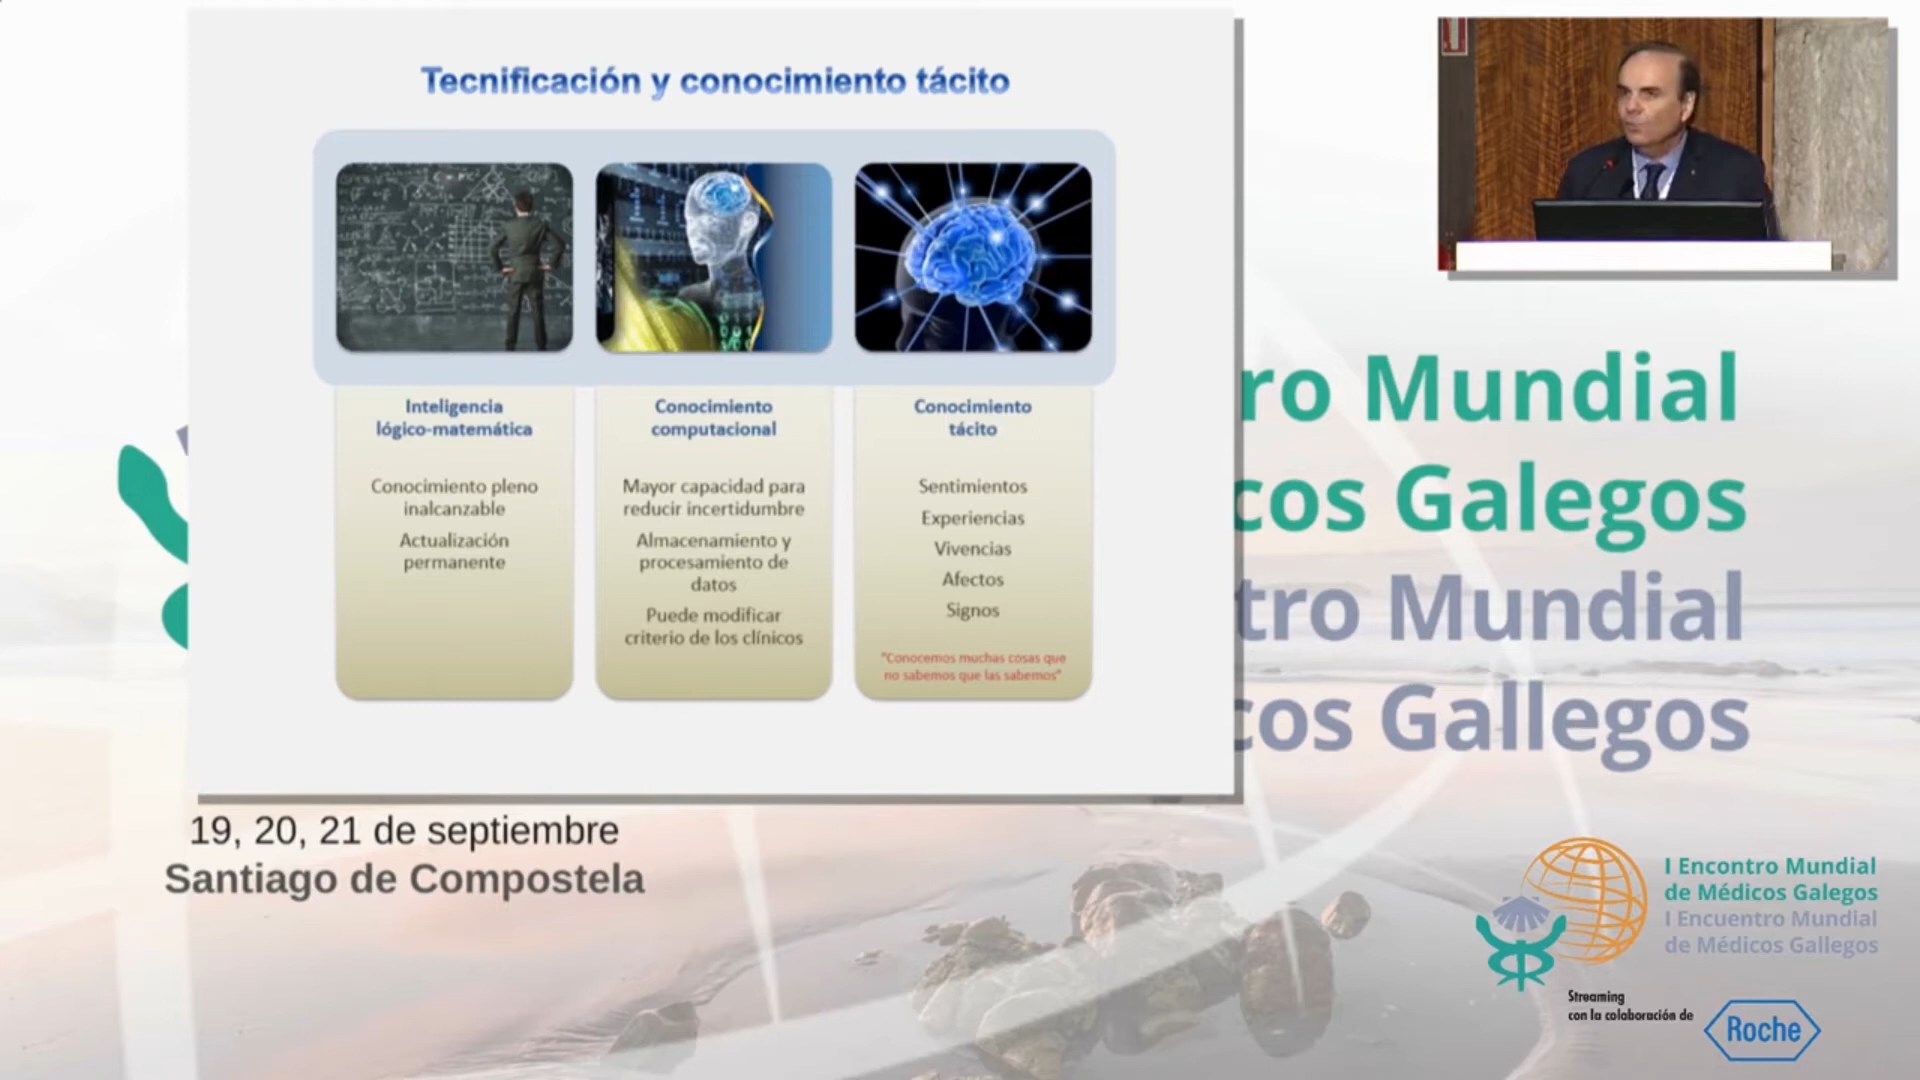 Tecnificación y conocimiento tácito
Inteligencia
lógico-matemática
Conocimiento pleno
inalcanzable
Actualización
permanente
Conocimiento
computacional
Mayor capacidad para
reducir incertidumbre
Almacenamiento y
procesamiento de
datos
Puede modificar
criterio de los clínicos
Conocimiento
tácito
Sentimientos
Experiencias
Vivencias
Afectos
Signos
"Conocemos muchas cosas que
no sabemos que las sabemos"
ro Mundial
cos Galegos
tro Mundial
cos Gallegos
19, 20, 21 de septiembre
Santiago de Compostela
I Encontro Mundial
de Médicos Galegos
I Encuentro Mundial
de Médicos Gallegos
Streaming
con la colaboración de
Roche